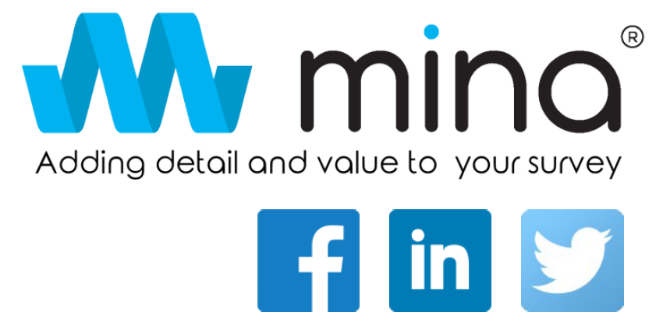 mina®
Adding detail and value to your survey
f in